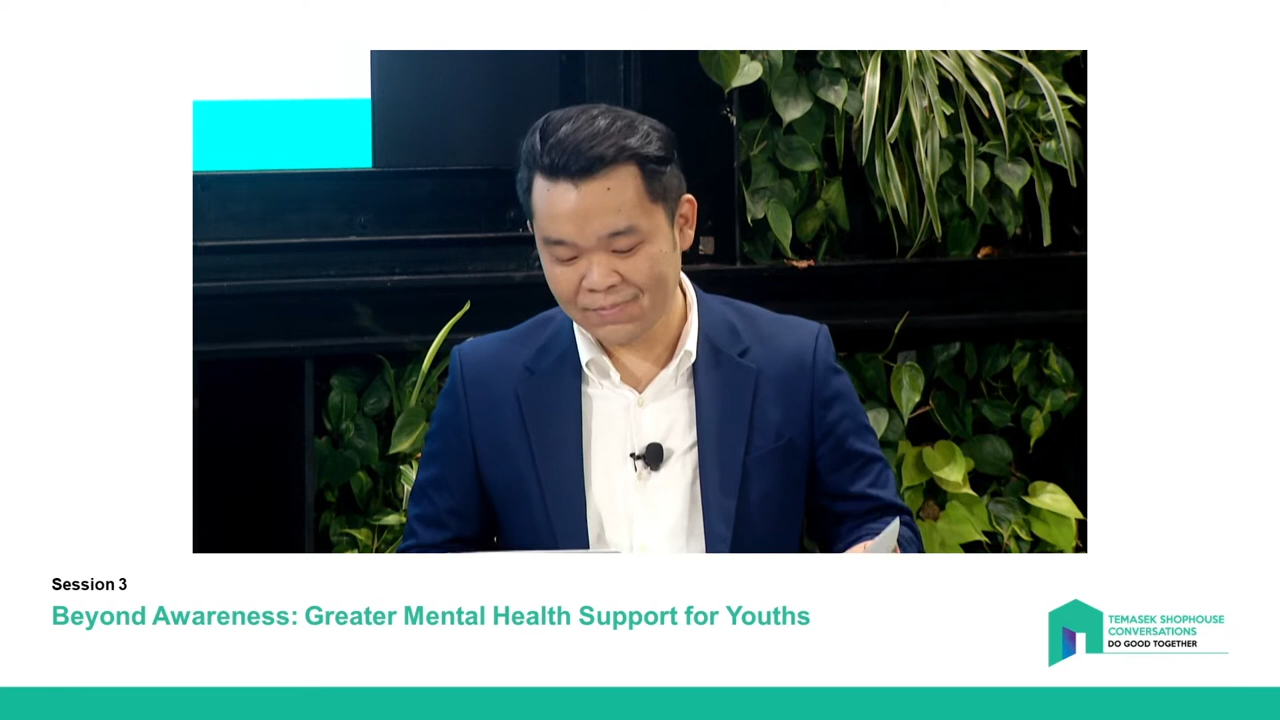 Session 3
Beyond Awareness: Greater Mental Health Support for Youths
TEMASEK SHOPHOUSE
CONVERSATIONS
DO GOOD TOGETHER